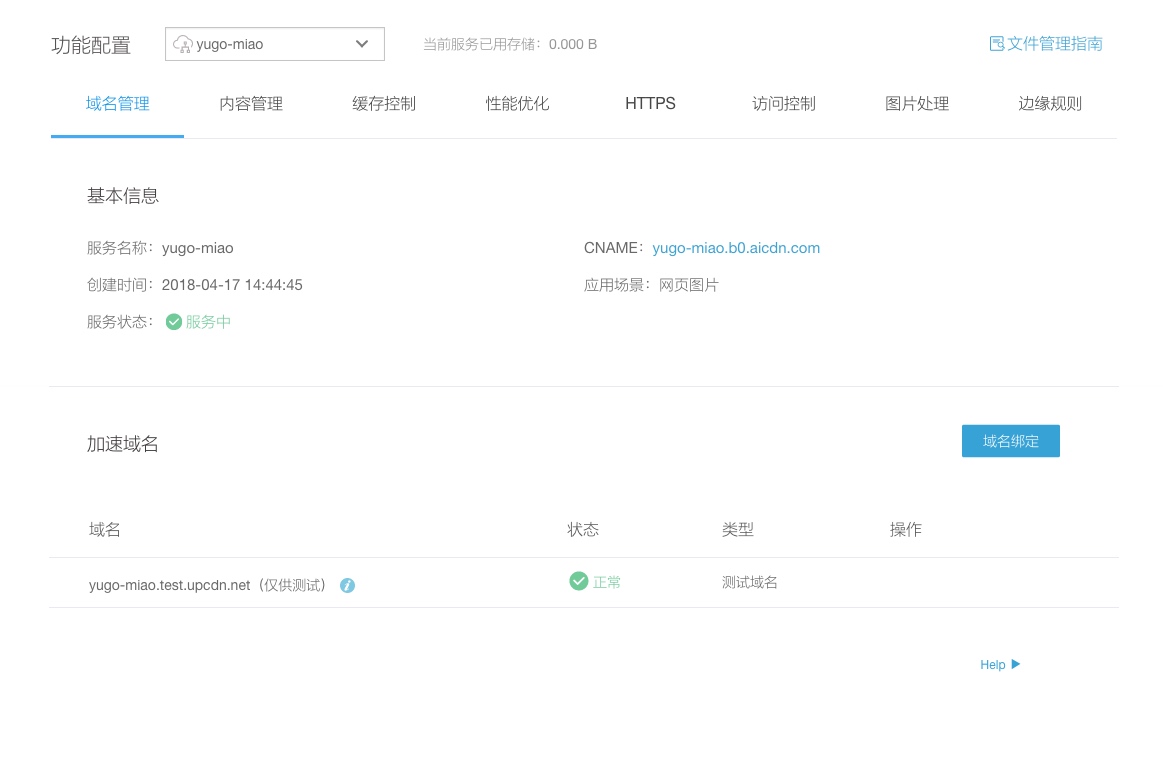 功能配置 yugo-miao 当前服务已用存储：0.000 B 文件管理指南
域名管理 内容管理 缓存控制 性能优化 HTTPS 访问控制 图片处理 边缘规则
基本信息
服务名称：yugo-miao CNAME：yugo-miao.b0.aicdn.com
创建时间：2018-04-17 14:44:45 应用场景：网页图片
服务状态：服务中
加速域名 域名绑定
域名 状态 类型 操作
yugo-miao.test.upcdn.net（仅供测试） 正常 测试域名
Help